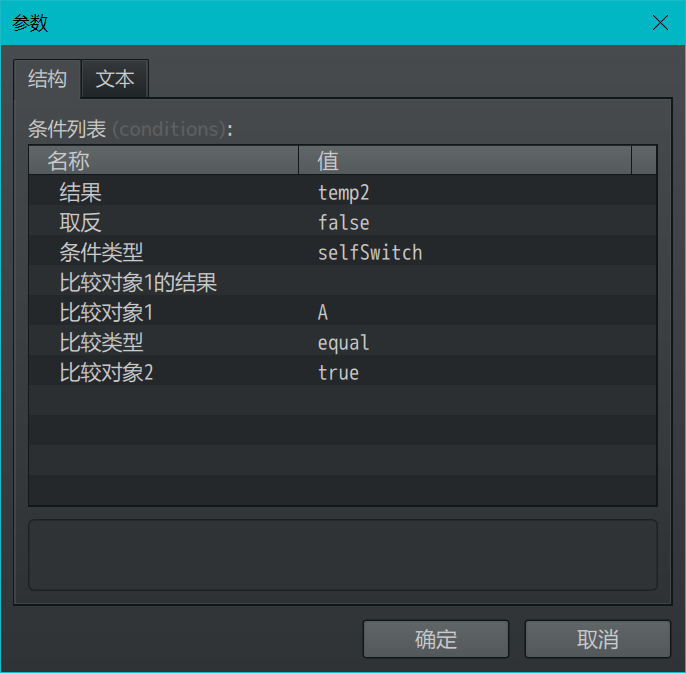 参数
结构 文本
条件列表 (conditions):
名称 值
结果 temp2
取反 false
条件类型 selfSwitch
比较对象1的结果
比较对象1 A
比较类型 equal
比较对象2 true
确定 取消